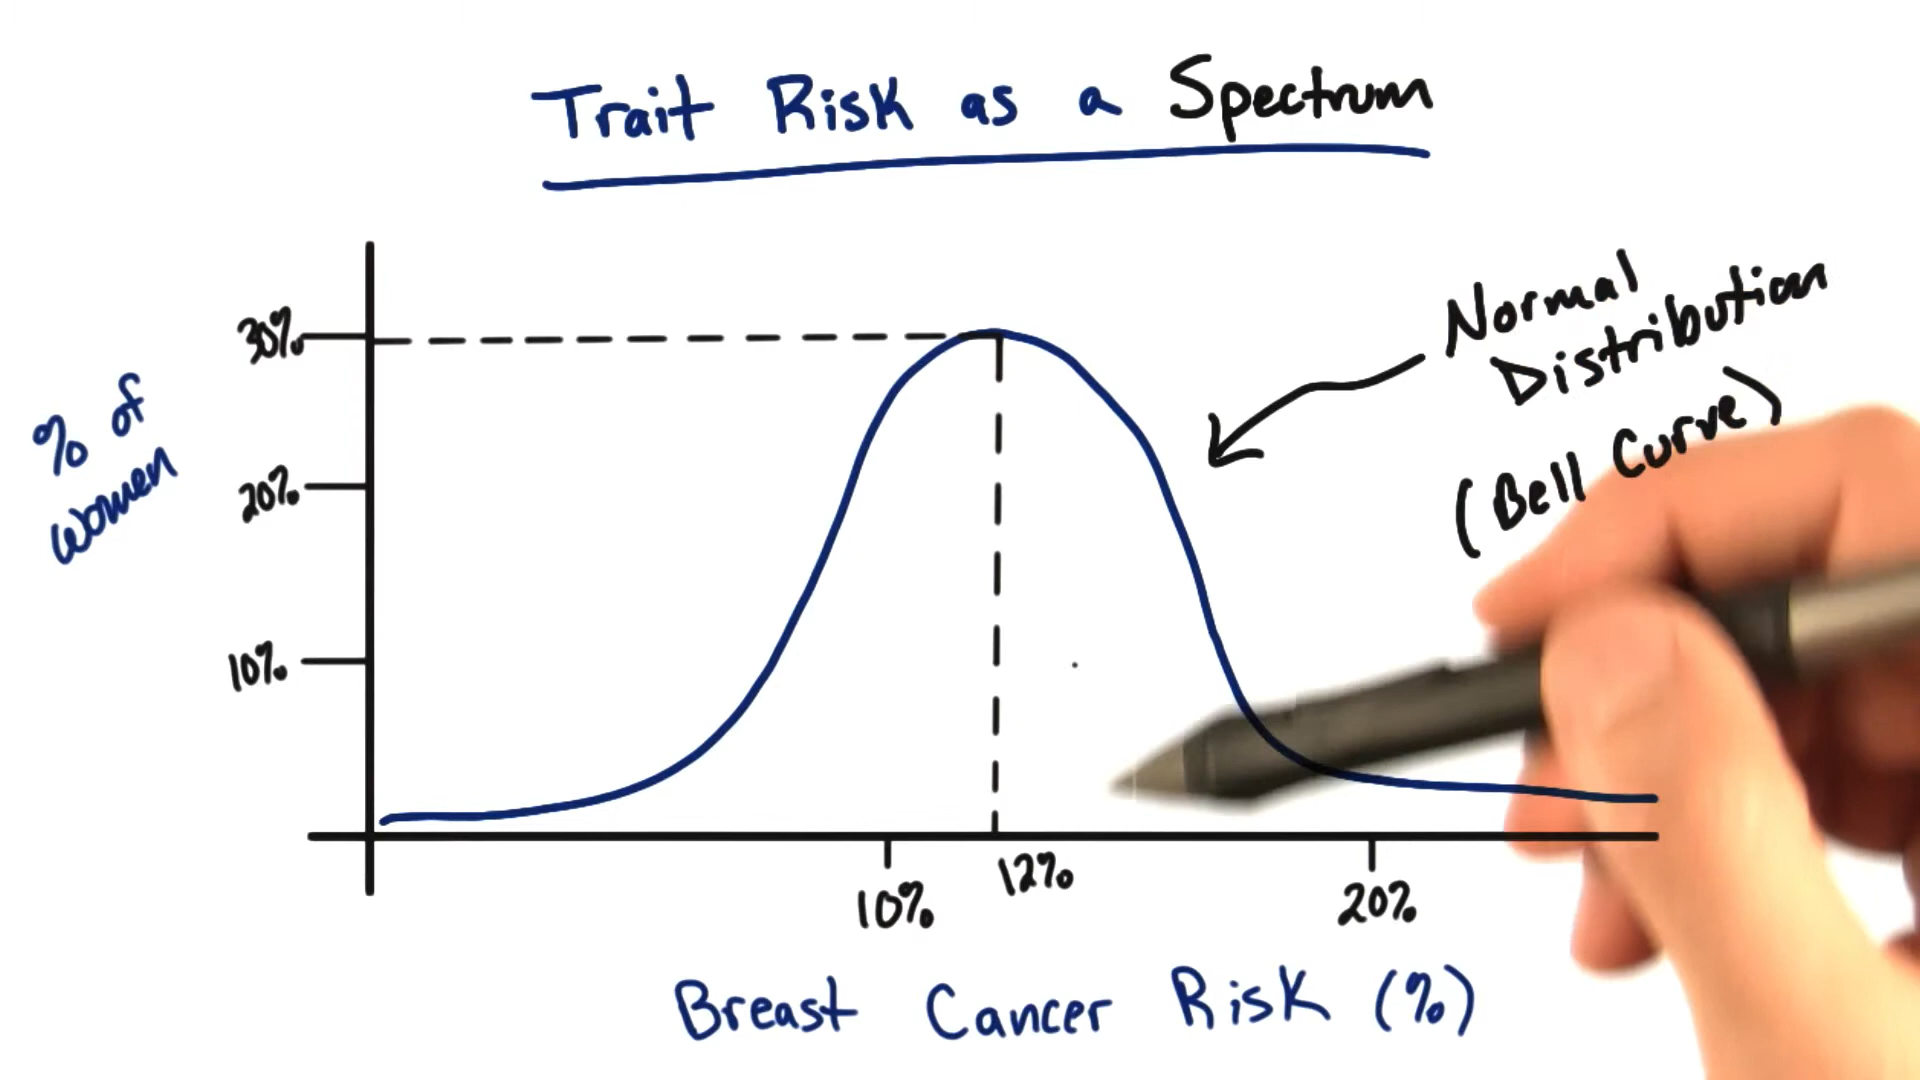 Trait Risk as a Spectrum
Normal
Distribution
(Bell Curve)
% of
women
30%
20%
10%
10%
12%
20%
Breast Cancer Risk (%)